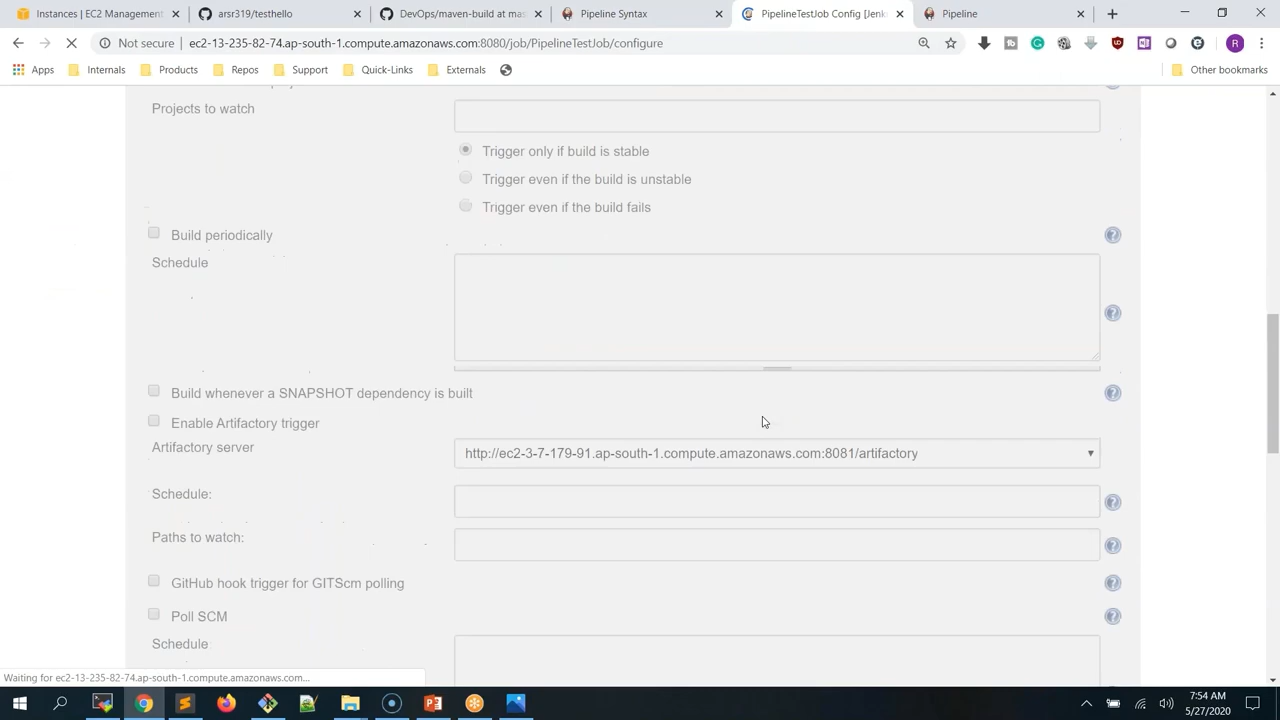 Instances | EC2 Management
arsr319/testhello
DevOps/maven-build at mas
Pipeline Syntax
PipelineTestJob Config [Jenk
Pipeline
Not secure
ec2-13-235-82-74.ap-south-1.compute.amazonaws.com:8080/job/PipelineTestJob/configure
Apps
Internals
Products
Repos
Support
Quick-Links
Externals
Other bookmarks
Projects to watch
Trigger only if build is stable
Trigger even if the build is unstable
Trigger even if the build fails
Build periodically
Schedule
Build whenever a SNAPSHOT dependency is built
Enable Artifactory trigger
Artifactory server
http://ec2-3-7-179-91.ap-south-1.compute.amazonaws.com:8081/artifactory
Schedule:
Paths to watch:
GitHub hook trigger for GITScm polling
Poll SCM
Schedule
Waiting for ec2-13-235-82-74.ap-south-1.compute.amazonaws.com...
7:54 AM
5/27/2020